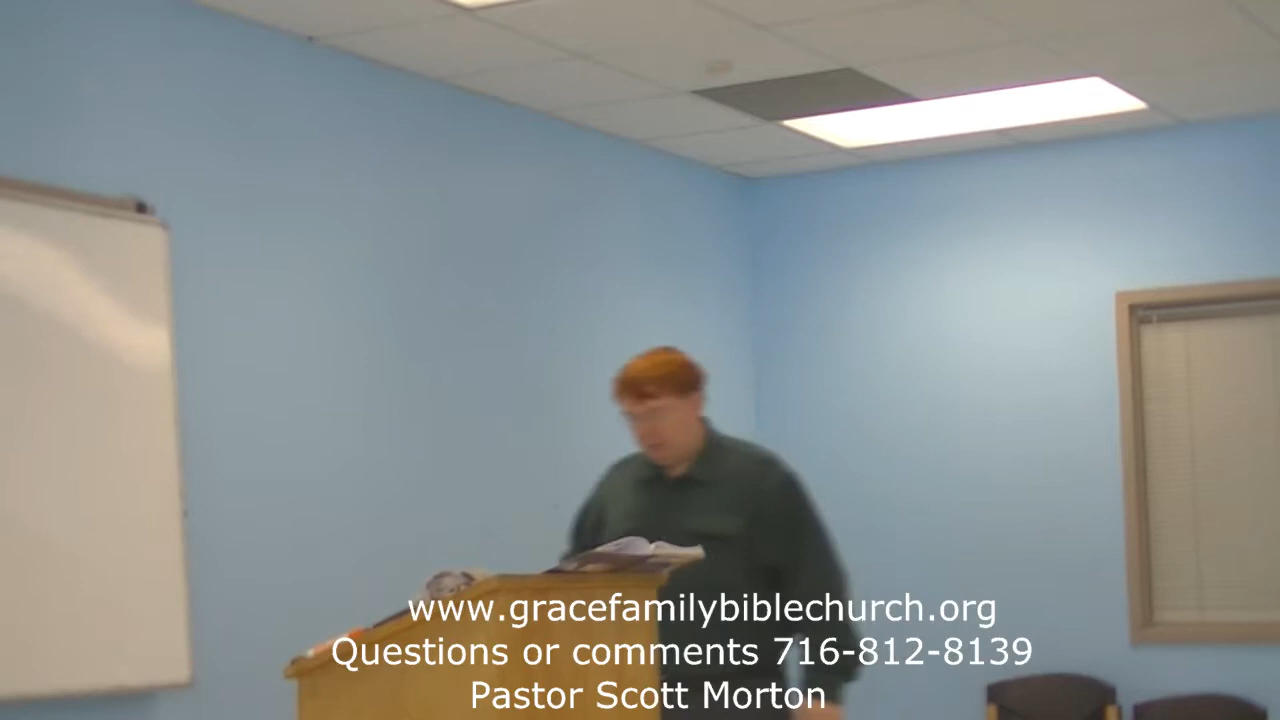 www.gracefamilybiblechurch.org
Questions or comments 716-812-8139
Pastor Scott Morton